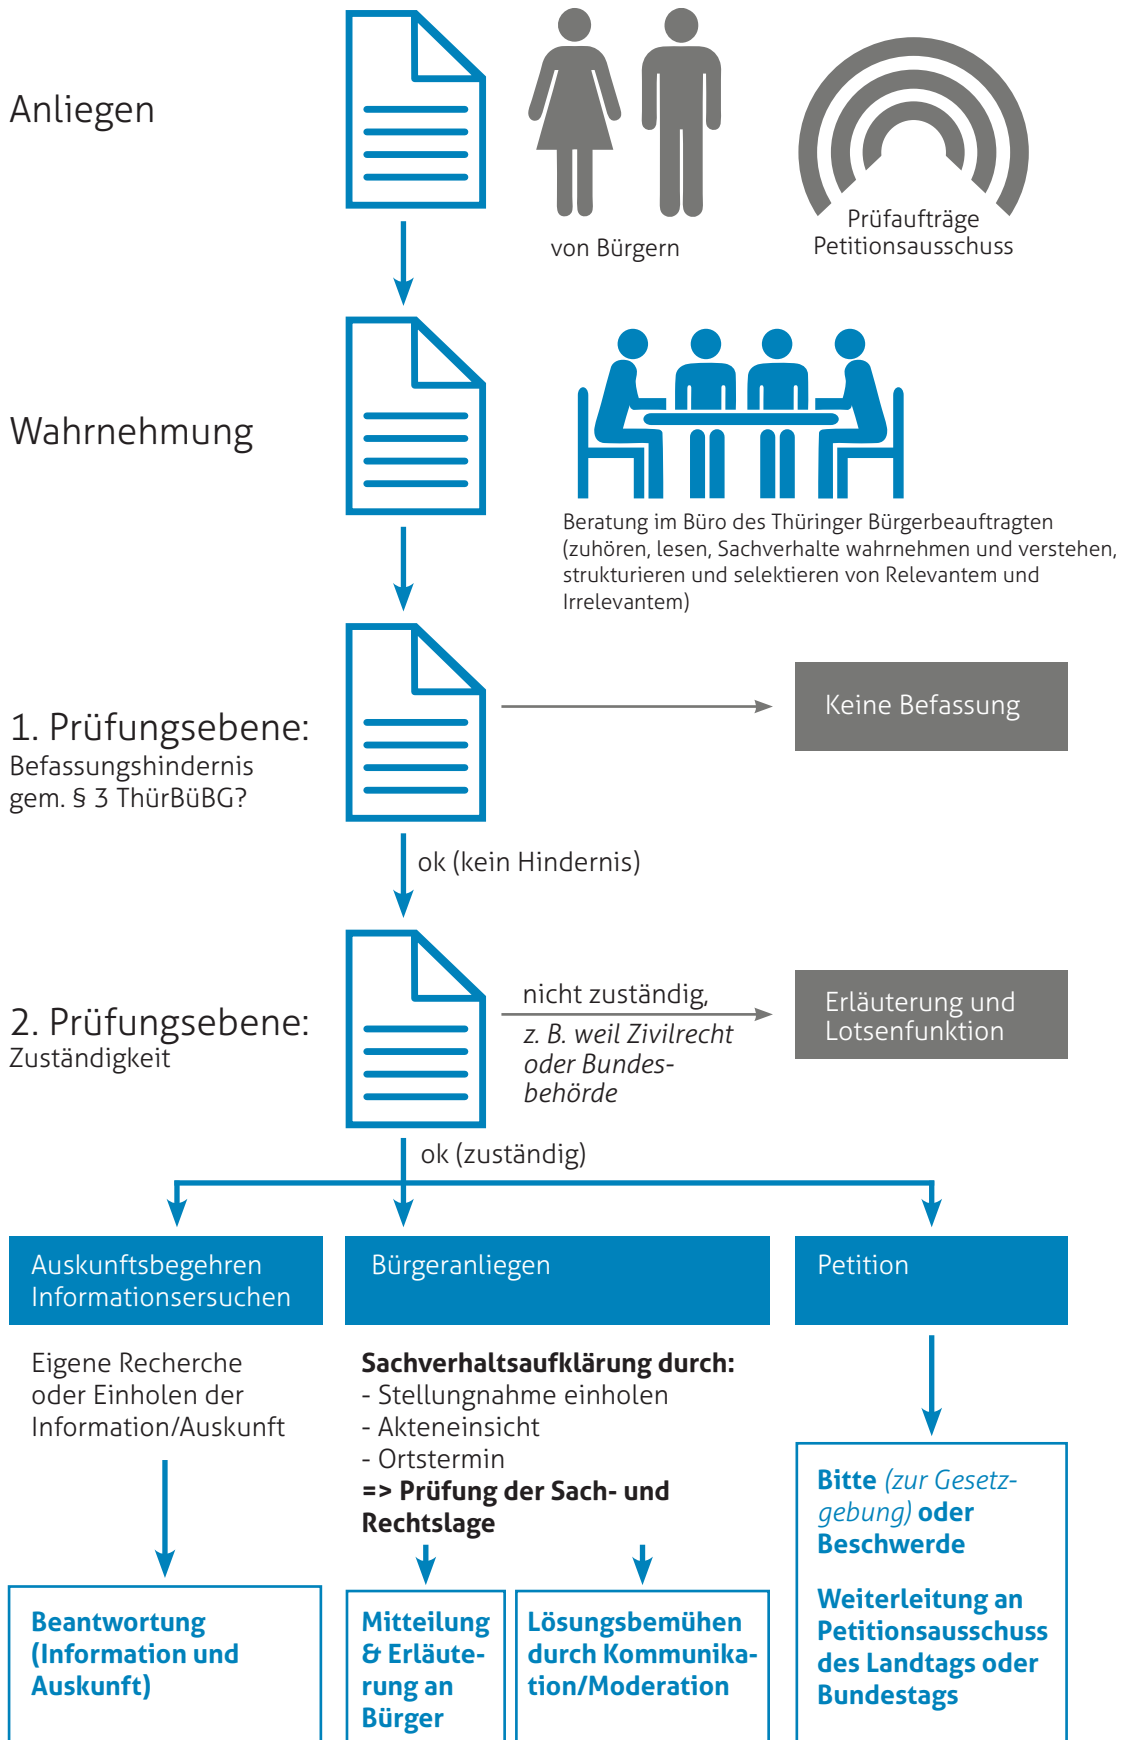 Anliegen
von Bürgern
Prüfaufträge
Petitionsausschuss
Wahrnehmung
Beratung im Büro des Thüringer Bürgerbeauftragten
(zuhören, lesen, Sachverhalte wahrnehmen und verstehen,
strukturieren und selektieren von Relevantem und
Irrelevantem)
1. Prüfungsebene:
Befassungshindernis
gem. § 3 ThürBüBG?
Keine Befassung
ok (kein Hindernis)
2. Prüfungsebene:
Zuständigkeit
nicht zuständig,
z. B. weil Zivilrecht
oder Bundes-
behörde
Erläuterung und
Lotsenfunktion
ok (zuständig)
Auskunftsbegehren
Informationsersuchen
Eigene Recherche
oder Einholen der
Information/Auskunft
Beantwortung
(Information und
Auskunft)
Bürgeranliegen
Sachverhaltsaufklärung durch:
- Stellungnahme einholen
- Akteneinsicht
- Ortstermin
=> Prüfung der Sach- und
Rechtslage
Mitteilung
& Erläute-
rung an
Bürger
Lösungsbemühen
durch Kommunika-
tion/Moderation
Petition
Bitte (zur Gesetz-
gebung) oder
Beschwerde
Weiterleitung an
Petitionsausschuss
des Landtags oder
Bundestags